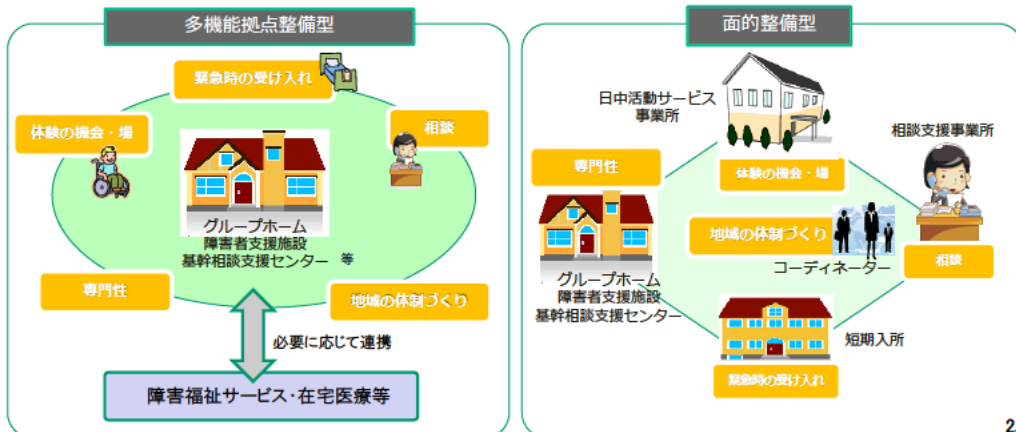 多機能拠点整備型
緊急時の受け入れ
体験の機会・場
相談
グループホーム
障害者支援施設
基幹相談支援センター 等
専門性
地域の体制づくり
必要に応じて連携
障害福祉サービス・在宅医療等
面的整備型
日中活動サービス
事業所
相談支援事業所
専門性
体験の機会・場
地域の体制づくり
コーディネーター
相談
グループホーム
障害者支援施設
基幹相談支援センター
短期入所
緊急時の受け入れ
2